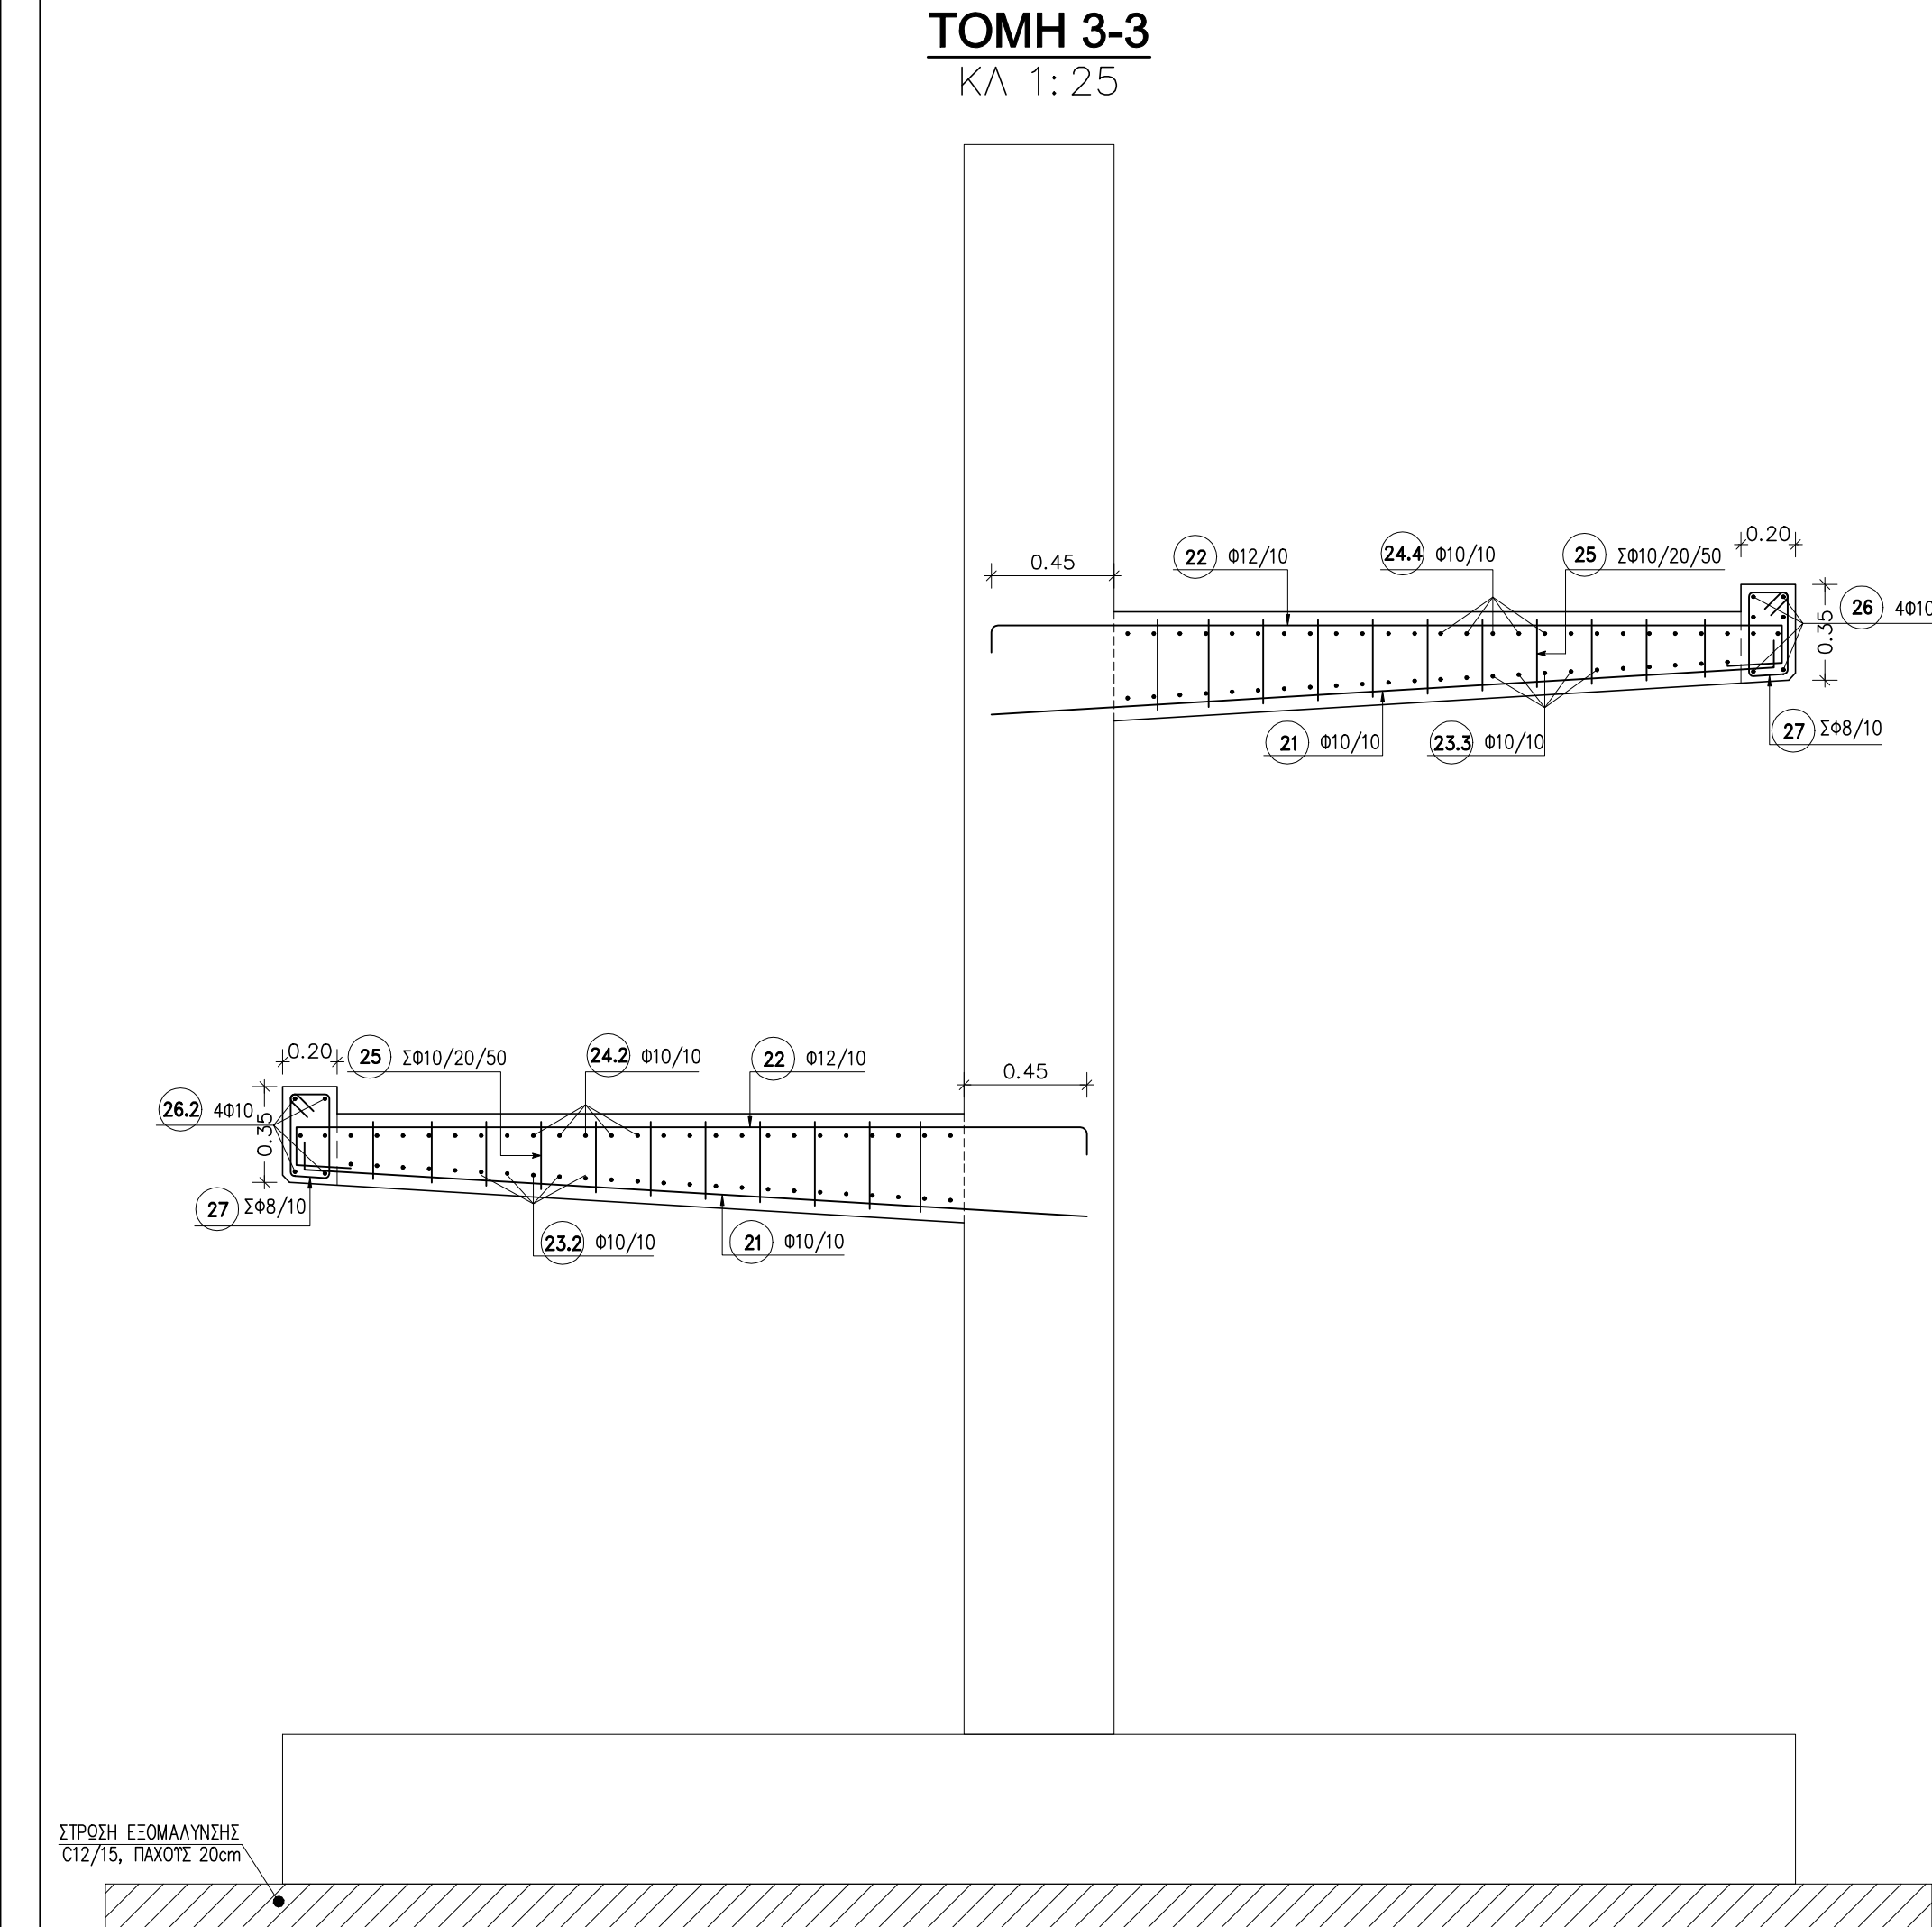 ΤΟΜΗ 3-3
ΚΛ 1:25
0.45
22 Φ12/10
24.4 Φ10/10
25 ΣΦ10/20/50
0.20
0.35
26 4Φ10
21 Φ10/10
23.3 Φ10/10
27 ΣΦ8/10
0.20
25 ΣΦ10/20/50
24.2 Φ10/10
22 Φ12/10
0.45
26.2 4Φ10
0.35
27 ΣΦ8/10
23.2 Φ10/10
21 Φ10/10
ΣΤΡΩΣΗ ΕΞΟΜΑΛΥΝΣΗΣ
C12/15, ΠΑΧΟΥΣ 20cm